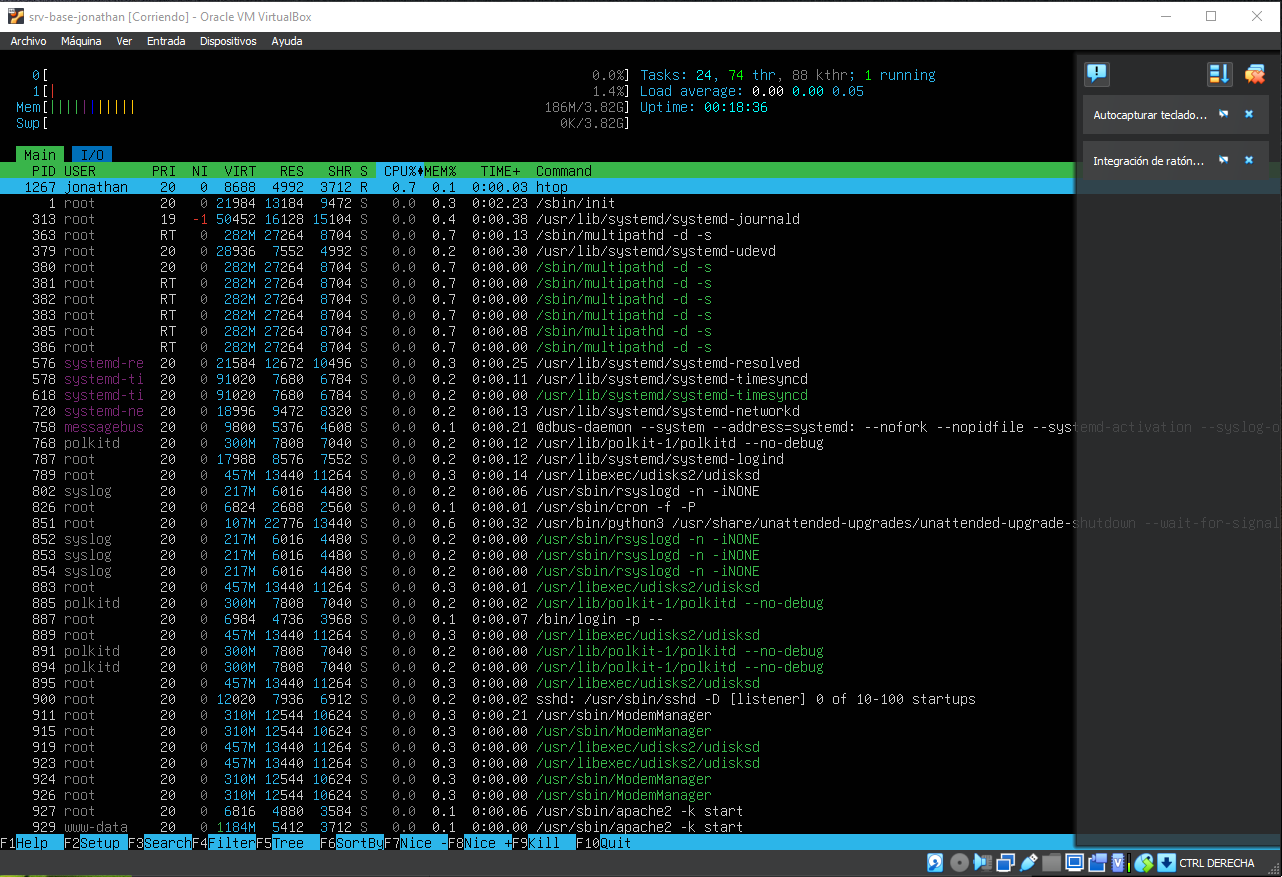 srv-base-jonathan [Corriendo] - Oracle VM VirtualBox
Archivo Máquina Ver Entrada Dispositivos Ayuda
0[ 0.0%] Tasks: 24, 74 thr, 88 kthr; 1 running
1[| 1.4%] Load average: 0.00 0.00 0.05
Mem[||||||||||| 186M/3.82G] Uptime: 00:18:36
Swp[ 0K/3.82G]
Autocapturar teclado...
Integración de ratón...
Main I/O
PID USER PRI NI VIRT RES SHR S CPU% MEM% TIME+ Command
1267 jonathan 20 0 8688 4992 3712 R 0.7 0.1 0:00.03 htop
1 root 20 0 21984 13184 9472 S 0.0 0.3 0:02.23 /sbin/init
313 root 19 -1 50452 16128 15104 S 0.0 0.4 0:00.38 /usr/lib/systemd/systemd-journald
363 root RT 0 282M 27264 8704 S 0.0 0.7 0:00.13 /sbin/multipathd -d -s
379 root 20 0 28936 7552 4992 S 0.0 0.2 0:00.30 /usr/lib/systemd/systemd-udevd
380 root 20 0 282M 27264 8704 S 0.0 0.7 0:00.00 /sbin/multipathd -d -s
381 root RT 0 282M 27264 8704 S 0.0 0.7 0:00.00 /sbin/multipathd -d -s
382 root RT 0 282M 27264 8704 S 0.0 0.7 0:00.00 /sbin/multipathd -d -s
383 root RT 0 282M 27264 8704 S 0.0 0.7 0:00.00 /sbin/multipathd -d -s
385 root RT 0 282M 27264 8704 S 0.0 0.7 0:00.08 /sbin/multipathd -d -s
386 root RT 0 282M 27264 8704 S 0.0 0.7 0:00.00 /sbin/multipathd -d -s
576 systemd-re 20 0 21584 12672 10496 S 0.0 0.3 0:00.25 /usr/lib/systemd/systemd-resolved
578 systemd-ti 20 0 91020 7680 6784 S 0.0 0.2 0:00.11 /usr/lib/systemd/systemd-timesyncd
618 systemd-ti 20 0 91020 7680 6784 S 0.0 0.2 0:00.00 /usr/lib/systemd/systemd-timesyncd
720 systemd-ne 20 0 18996 9472 8320 S 0.0 0.2 0:00.13 /usr/lib/systemd/systemd-networkd
758 messagebus 20 0 9800 5376 4608 S 0.0 0.1 0:00.21 @dbus-daemon --system --address=systemd: --nofork --nopidfile --systemd-activation --syslog-o
768 polkitd 20 0 300M 7808 7040 S 0.0 0.2 0:00.12 /usr/lib/polkit-1/polkitd --no-debug
787 root 20 0 17988 8576 7552 S 0.0 0.2 0:00.12 /usr/lib/systemd/systemd-logind
789 root 20 0 457M 13440 11264 S 0.0 0.3 0:00.14 /usr/libexec/udisks2/udisksd
802 syslog 20 0 217M 6016 4480 S 0.0 0.2 0:00.06 /usr/sbin/rsyslogd -n -iNONE
826 root 20 0 6824 2688 2560 S 0.0 0.1 0:00.01 /usr/sbin/cron -f -P
851 root 20 0 107M 22776 13440 S 0.0 0.6 0:00.32 /usr/bin/python3 /usr/share/unattended-upgrades/unattended-upgrade-shutdown --wait-for-signal
852 syslog 20 0 217M 6016 4480 S 0.0 0.2 0:00.00 /usr/sbin/rsyslogd -n -iNONE
853 syslog 20 0 217M 6016 4480 S 0.0 0.2 0:00.00 /usr/sbin/rsyslogd -n -iNONE
854 syslog 20 0 217M 6016 4480 S 0.0 0.2 0:00.00 /usr/sbin/rsyslogd -n -iNONE
883 root 20 0 457M 13440 11264 S 0.0 0.3 0:00.01 /usr/libexec/udisks2/udisksd
885 polkitd 20 0 300M 7808 7040 S 0.0 0.2 0:00.02 /usr/lib/polkit-1/polkitd --no-debug
887 root 20 0 6984 4736 3968 S 0.0 0.1 0:00.07 /bin/login -p --
889 root 20 0 457M 13440 11264 S 0.0 0.3 0:00.00 /usr/libexec/udisks2/udisksd
891 polkitd 20 0 300M 7808 7040 S 0.0 0.2 0:00.00 /usr/lib/polkit-1/polkitd --no-debug
894 polkitd 20 0 300M 7808 7040 S 0.0 0.2 0:00.00 /usr/lib/polkit-1/polkitd --no-debug
895 root 20 0 457M 13440 11264 S 0.0 0.3 0:00.00 /usr/libexec/udisks2/udisksd
900 root 20 0 12020 7936 6912 S 0.0 0.2 0:00.02 sshd: /usr/sbin/sshd -D [listener] 0 of 10-100 startups
911 root 20 0 310M 12544 10624 S 0.0 0.3 0:00.21 /usr/sbin/ModemManager
915 root 20 0 310M 12544 10624 S 0.0 0.3 0:00.00 /usr/sbin/ModemManager
919 root 20 0 457M 13440 11264 S 0.0 0.3 0:00.00 /usr/libexec/udisks2/udisksd
923 root 20 0 457M 13440 11264 S 0.0 0.3 0:00.00 /usr/libexec/udisks2/udisksd
924 root 20 0 310M 12544 10624 S 0.0 0.3 0:00.00 /usr/sbin/ModemManager
926 root 20 0 310M 12544 10624 S 0.0 0.3 0:00.00 /usr/sbin/ModemManager
927 root 20 0 6816 4880 3584 S 0.0 0.1 0:00.06 /usr/sbin/apache2 -k start
929 www-data 20 0 1184M 5412 3712 S 0.0 0.1 0:00.00 /usr/sbin/apache2 -k start
F1Help F2Setup F3SearchF4FilterF5Tree F6SortByF7Nice -F8Nice +F9Kill F10Quit
CTRL DERECHA